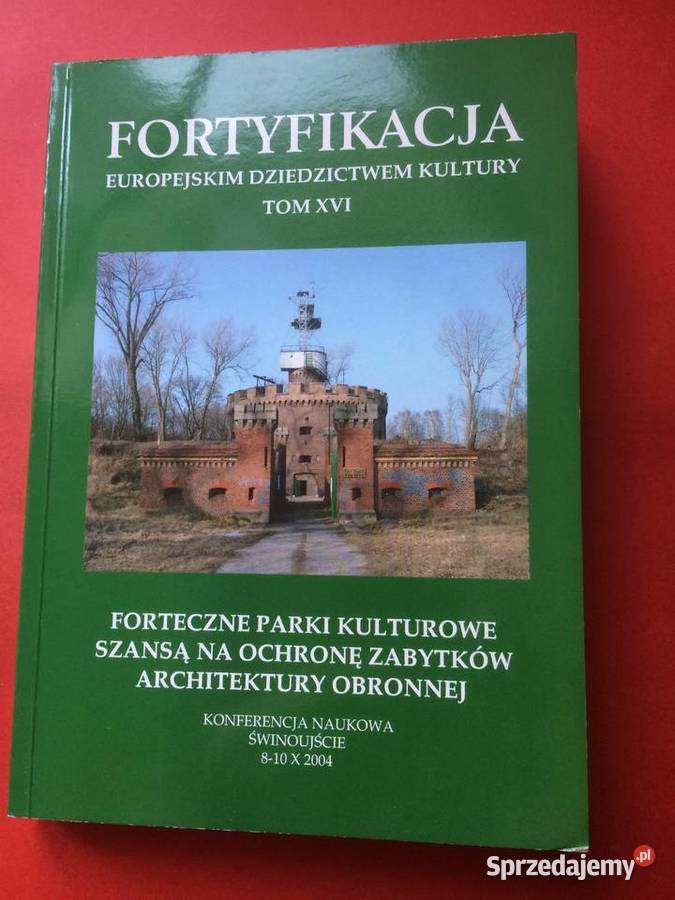 FORTYFIKACJA
EUROPEJSKIM DZIEDZICTWEM KULTURY
TOM XVI
FORTECZNE PARKI KULTUROWE
SZANSĄ NA OCHRONĘ ZABYTKÓW
ARCHITEKTURY OBRONNEJ
KONFERENCJA NAUKOWA
ŚWINOUJŚCIE
8-10 X 2004
Sprzedajemy.pl